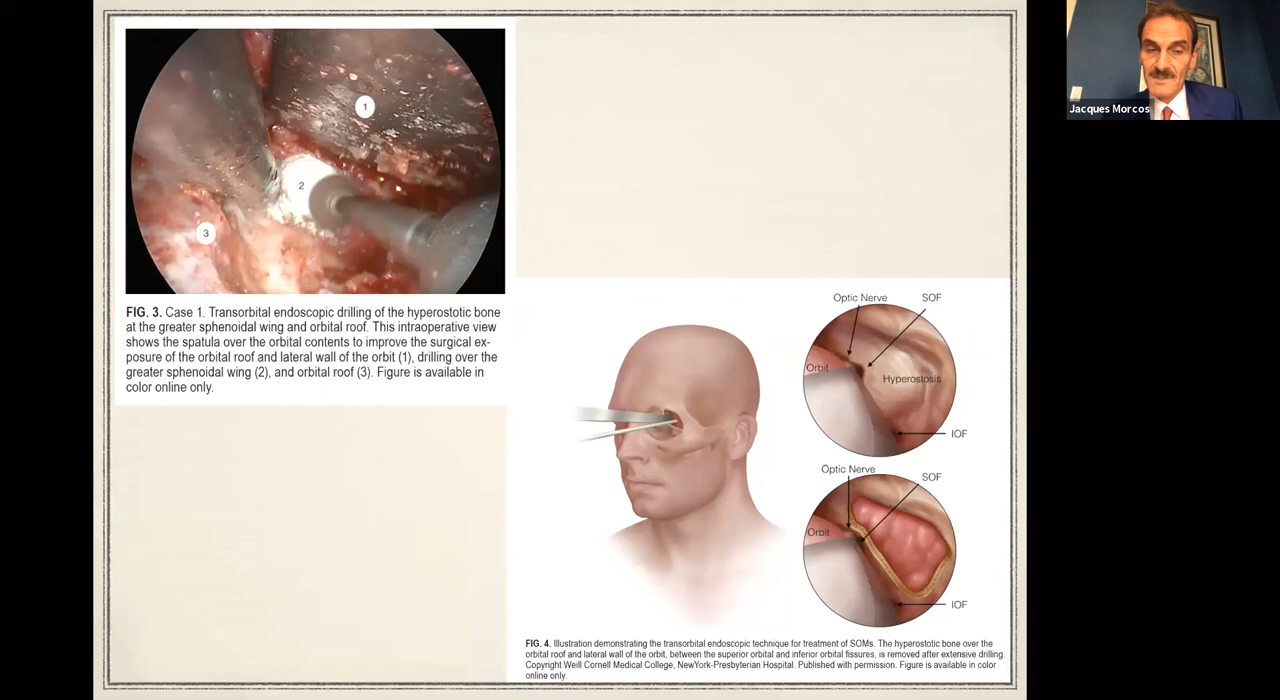 1
2
3
FIG. 3. Case 1. Transorbital endoscopic drilling of the hyperostotic bone
at the greater sphenoidal wing and orbital roof. This intraoperative view
shows the spatula over the orbital contents to improve the surgical ex-
posure of the orbital roof and lateral wall of the orbit (1), drilling over the
greater sphenoidal wing (2), and orbital roof (3). Figure is available in
color online only.
Optic Nerve
SOF
Orbit
Hyperostosis
IOF
Optic Nerve
SOF
Orbit
IOF
FIG. 4. Illustration demonstrating the transorbital endoscopic technique for treatment of SOMs. The hyperostotic bone over the
orbital roof and lateral wall of the orbit, between the superior orbital and inferior orbital fissures, is removed after extensive drilling.
Copyright Weill Cornell Medical College, NewYork-Presbyterian Hospital. Published with permission. Figure is available in color
online only.
Jacques Morcos